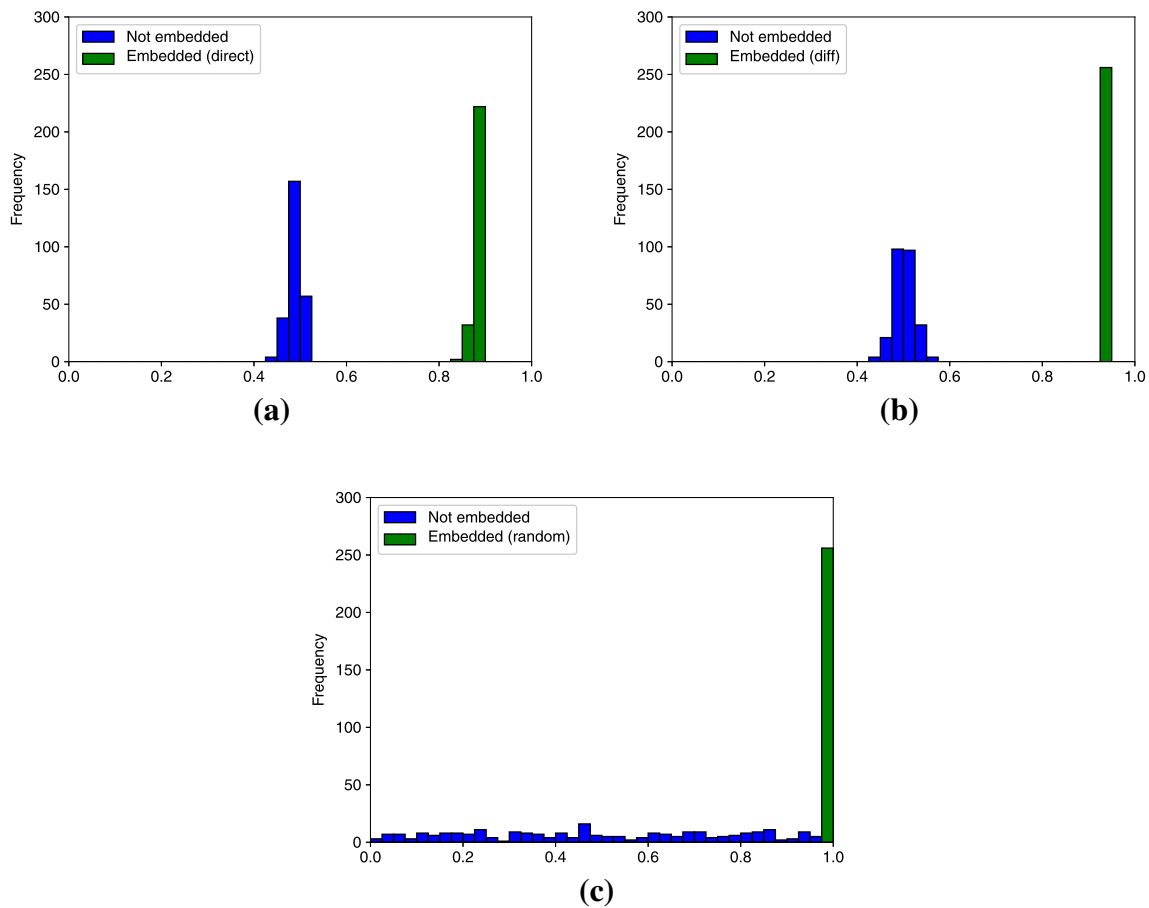 300
250
200
150
100
50
0
Frequency
Not embedded
Embedded (direct)
0.0 0.2 0.4 0.6 0.8 1.0
(a)
300
250
200
150
100
50
0
Frequency
Not embedded
Embedded (diff)
0.0 0.2 0.4 0.6 0.8 1.0
(b)
300
250
200
150
100
50
0
Frequency
Not embedded
Embedded (random)
0.0 0.2 0.4 0.6 0.8 1.0
(c)